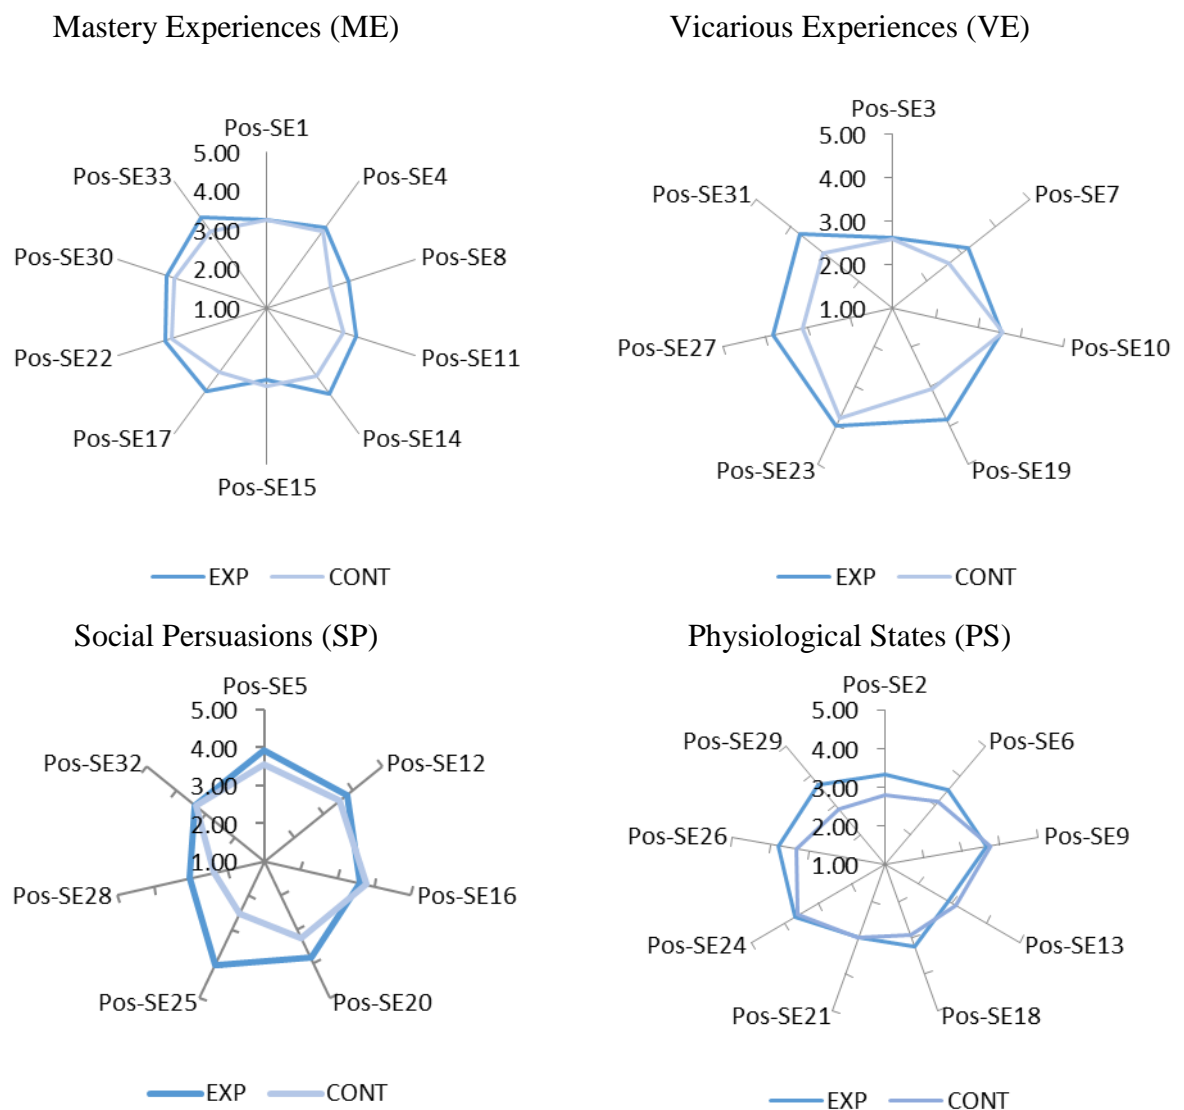 Mastery Experiences (ME)
Pos-SE1
5.00
Pos-SE33
Pos-SE4
4.00
3.00
Pos-SE30
Pos-SE8
2.00
1.00
Pos-SE22
Pos-SE11
Pos-SE17
Pos-SE14
Pos-SE15
EXP CONT
Vicarious Experiences (VE)
Pos-SE3
5.00
Pos-SE31
Pos-SE7
4.00
3.00
2.00
1.00
Pos-SE27
Pos-SE10
Pos-SE23
Pos-SE19
EXP CONT
Social Persuasions (SP)
Pos-SE5
5.00
Pos-SE32
Pos-SE12
4.00
3.00
2.00
1.00
Pos-SE28
Pos-SE16
Pos-SE25
Pos-SE20
EXP CONT
Physiological States (PS)
Pos-SE2
5.00
Pos-SE29
Pos-SE6
4.00
3.00
Pos-SE26
Pos-SE9
2.00
1.00
Pos-SE24
Pos-SE13
Pos-SE21
Pos-SE18
EXP CONT